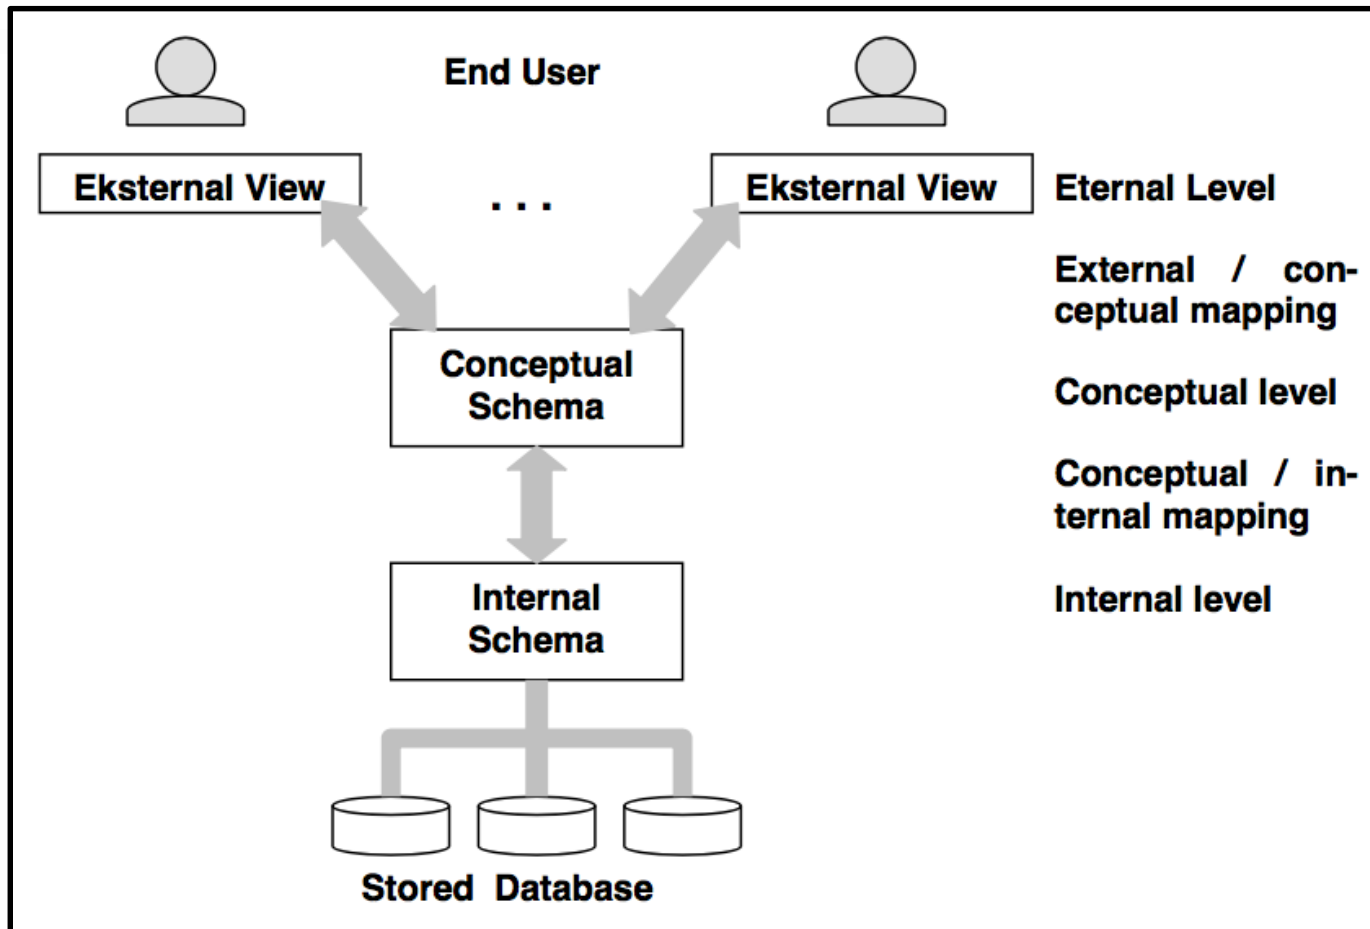 End User
Eksternal View
. . .
Eksternal View
Eternal Level
External / con-
ceptual mapping
Conceptual
Schema
Conceptual level
Conceptual / in-
ternal mapping
Internal
Schema
Internal level
Stored Database